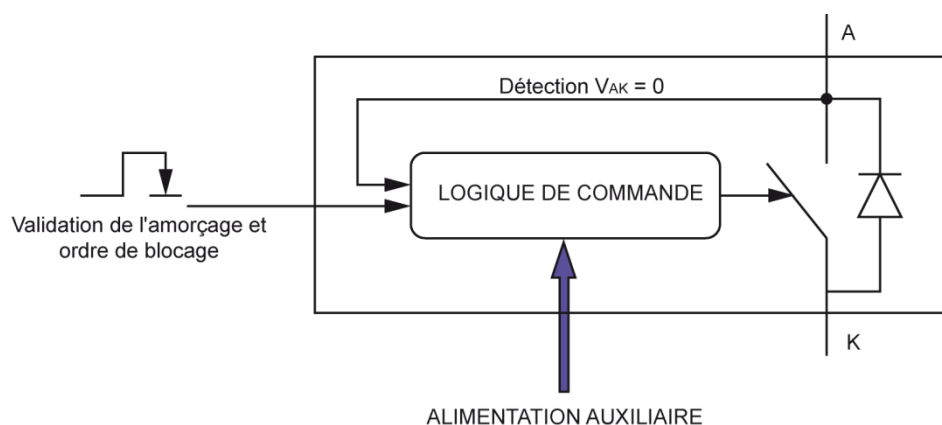 A
Détection VAK = 0
LOGIQUE DE COMMANDE
Validation de l'amorçage et
ordre de blocage
K
ALIMENTATION AUXILIAIRE